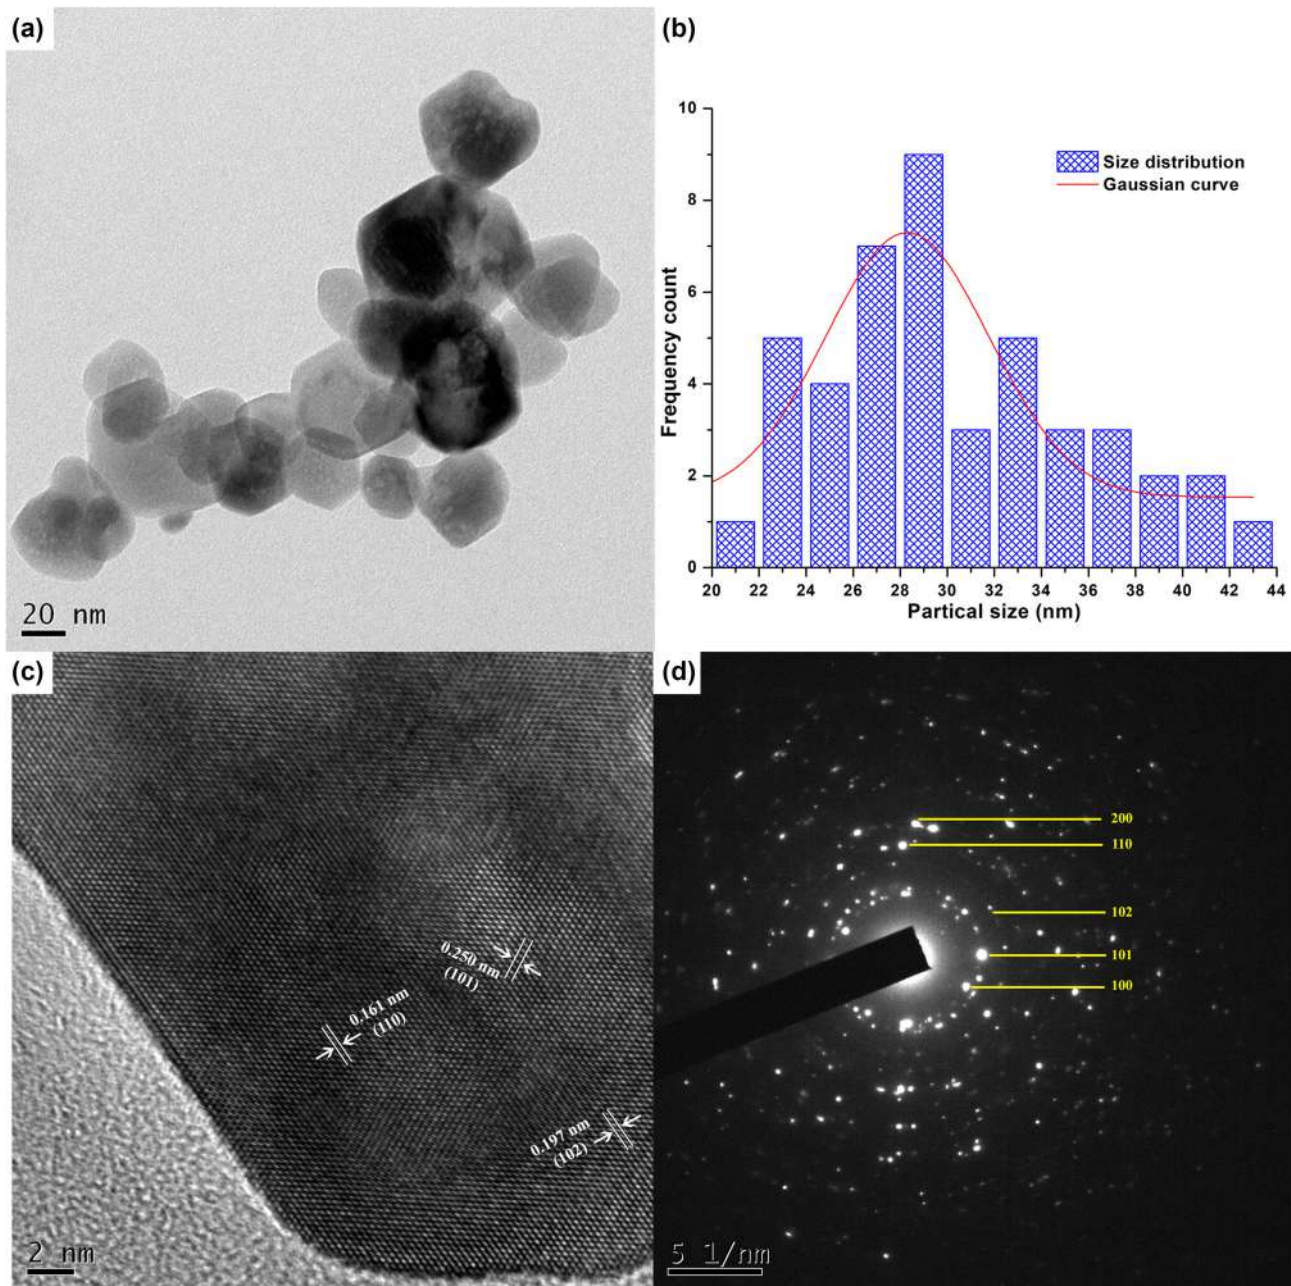 (a)
20 nm
(b)
10
8
6
4
2
0
Frequency count
Size distribution
Gaussian curve
20 22 24 26 28 30 32 34 36 38 40 42 44
Partical size (nm)
(c)
0.250 nm
(101)
0.161 nm
(110)
0.197 nm
(102)
2 nm
(d)
200
110
102
101
100
5 1/nm